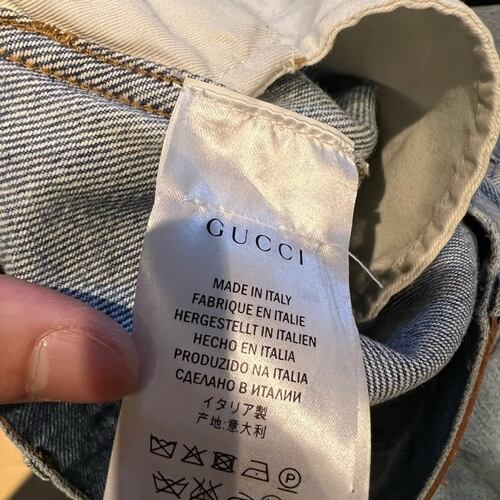 GUCCI
MADE IN ITALY
FABRIQUE EN ITALIE
HERGESTELLT IN ITALIEN
HECHO EN ITALIA
PRODUZIDO NA ITALIA
СДЕЛАНО В ИТАЛИИ
イタリア製
产地:意大利